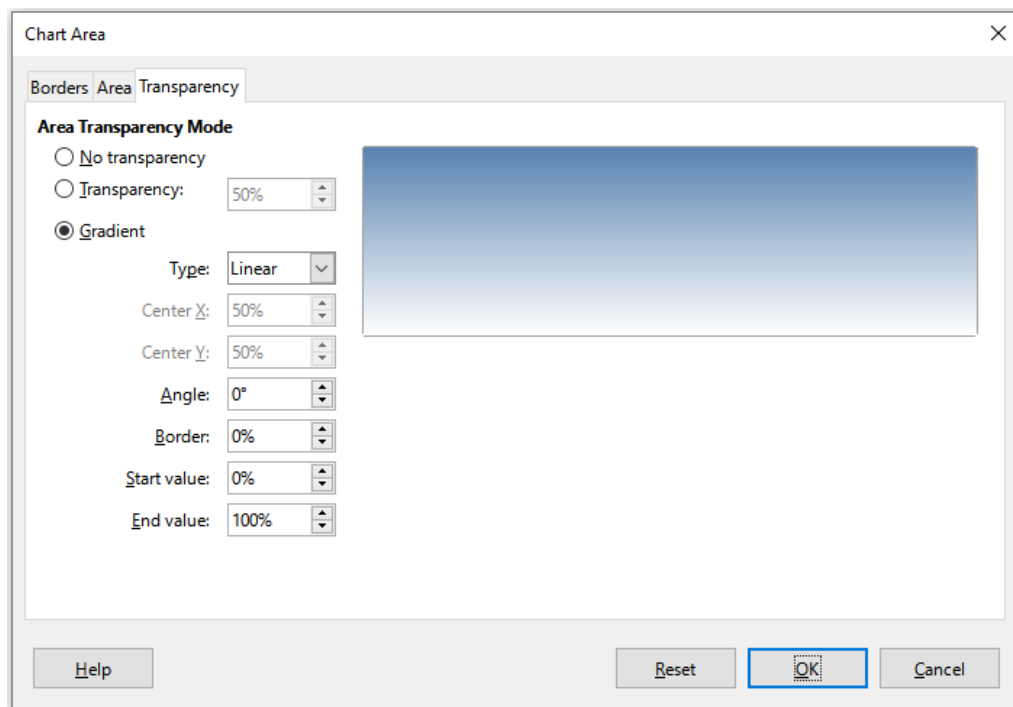 Chart Area
Borders Area Transparency
Area Transparency Mode
No transparency
Transparency: 50%
Gradient
Type: Linear
Center X: 50%
Center Y: 50%
Angle: 0°
Border: 0%
Start value: 0%
End value: 100%
Help Reset OK Cancel